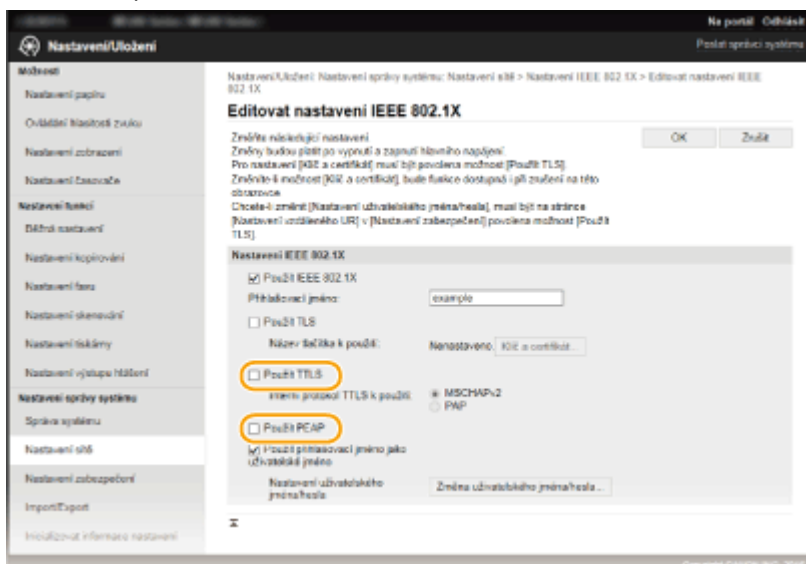 Na portál Odhlásit
Nastavení/Uložení
Poslat správci systému
Možnosti
Nastavení papíru
Ovládání hlasitosti zvuku
Nastavení zobrazení
Nastavení časovače
Nastavení funkcí
Běžná nastavení
Nastavení kopírování
Nastavení faxu
Nastavení skenování
Nastavení tiskárny
Nastavení výstupu hlášení
Nastavení správy systému
Správa systému
Nastavení sítě
Nastavení zabezpečení
Import/Export
Inicializovat informace nastavení
Nastavení/Uložení: Nastavení správy systému: Nastavení sítě > Nastavení IEEE 802.1X > Editovat nastavení IEEE
802.1X
Editovat nastavení IEEE 802.1X
Změňte následující nastavení
Změny budou platit po vypnutí a zapnutí hlavního napájení.
Pro nastavení [Klíč a certifikát] musí být povolena možnost [Použít TLS].
Změníte-li možnost [Klíč a certifikát], bude funkce dostupná i při zrušení na této
obrazovce.
Chcete-li změnit [Nastavení uživatelského jména/hesla], musí být na stránce
[Nastavení vzdáleného UR] v [Nastavení zabezpečení] povolena možnost [Použít
TLS].
OK Zrušit
Nastavení IEEE 802.1X
Použít IEEE 802.1X
Přihlašovací jméno: example
Použít TLS
Název tlačítka k použití: Nenastaveno. Klíč a certifikát...
Použít TTLS
Interní protokol TTLS k použití: MSCHAPv2
PAP
Použít PEAP
Použít přihlašovací jméno jako
uživatelské jméno
Nastavení uživatelského
jména/hesla Změna uživatelského jména/hesla...